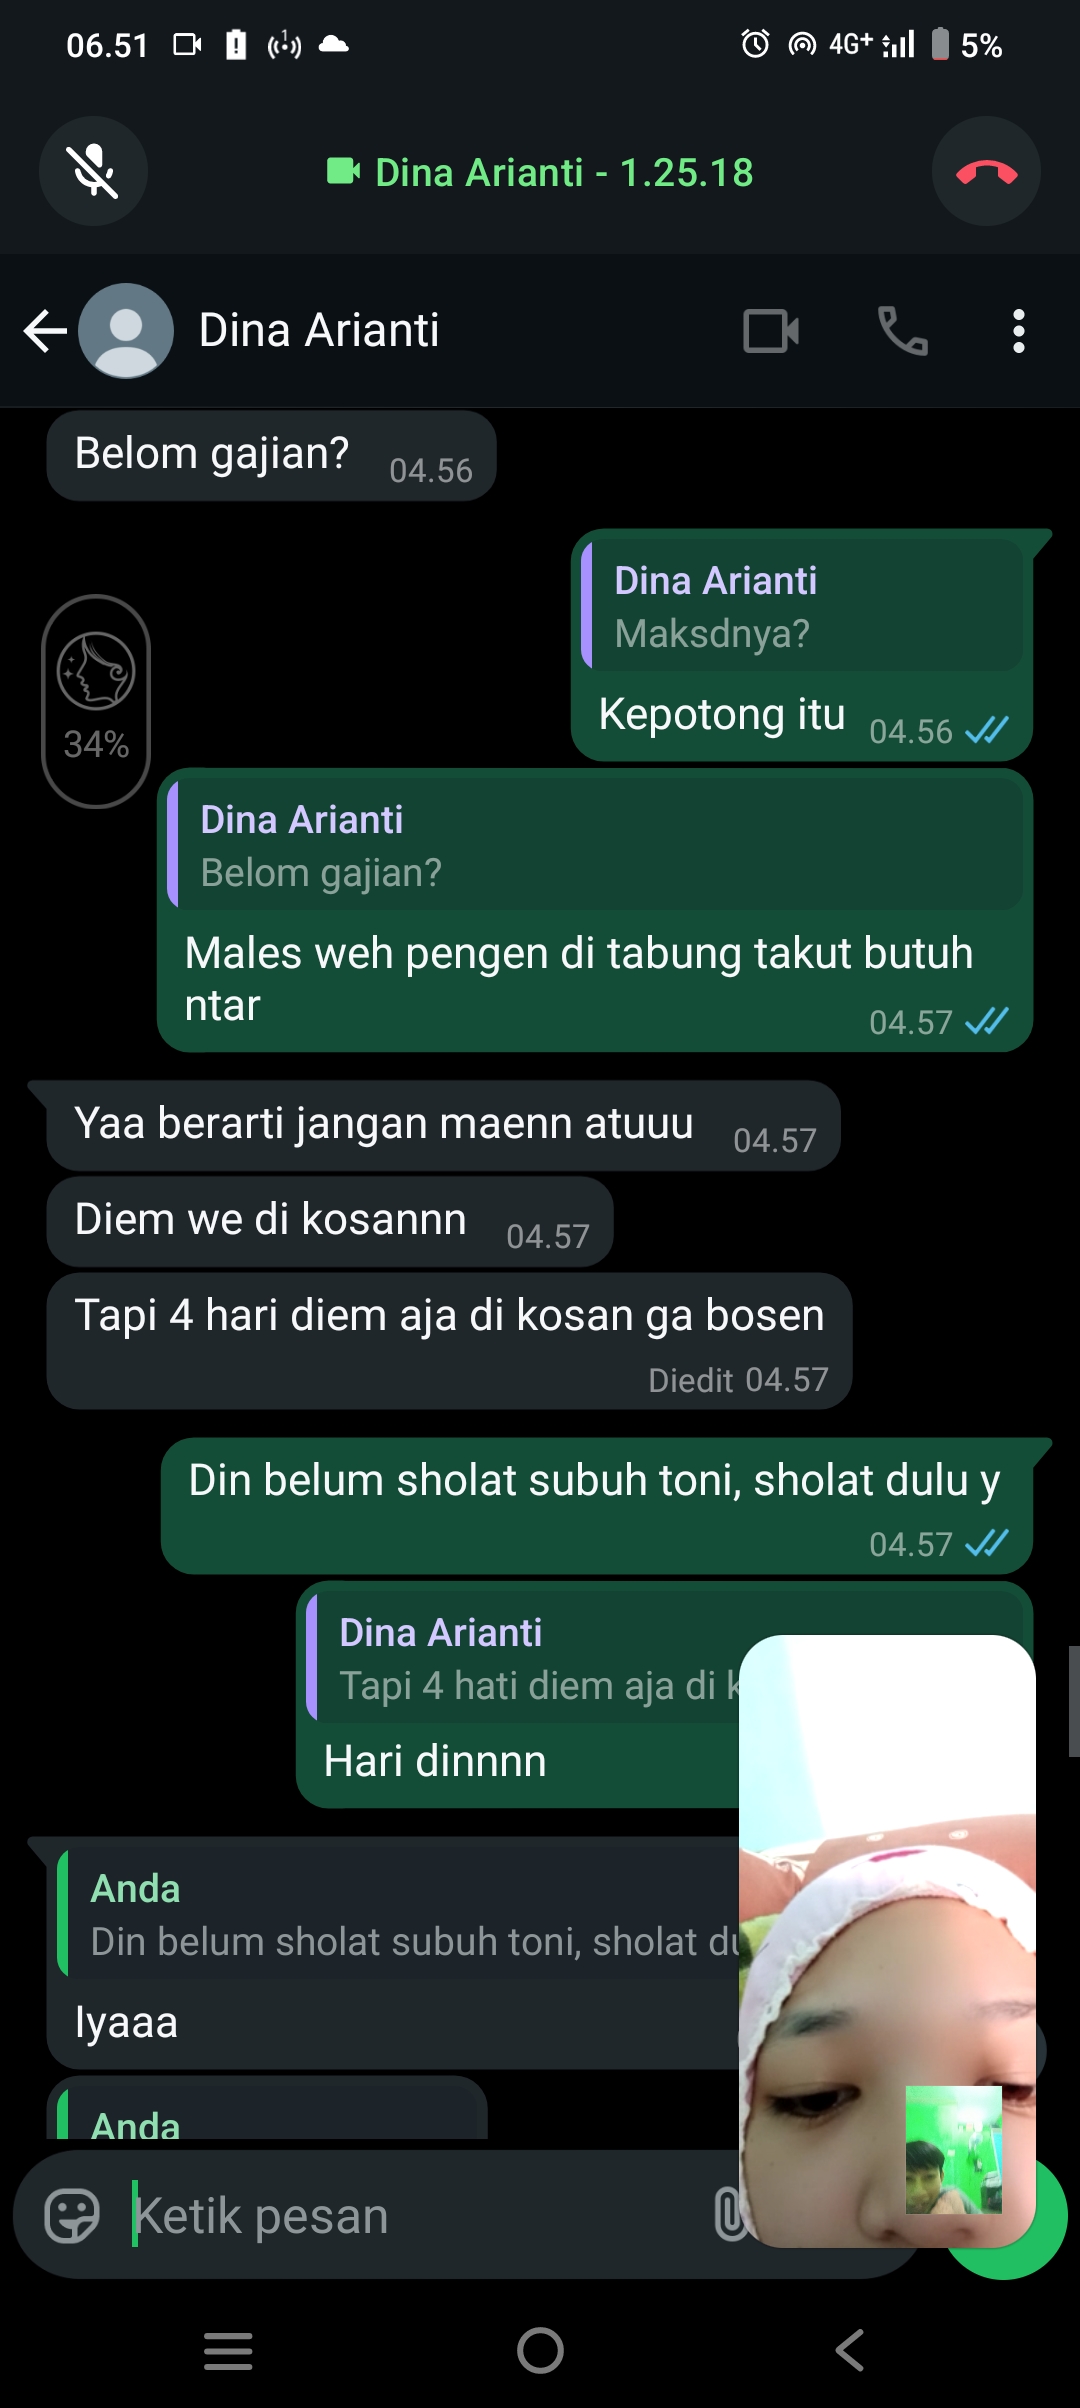 06.51
4G+ 5%
Dina Arianti - 1.25.18
Dina Arianti
Belom gajian? 04.56
Dina Arianti
Maksdnya?
Kepotong itu 04.56
34%
Dina Arianti
Belom gajian?
Males weh pengen di tabung takut butuh
ntar 04.57
Yaa berarti jangan maenn atuuu 04.57
Diem we di kosannn 04.57
Tapi 4 hari diem aja di kosan ga bosen
Diedit 04.57
Din belum sholat subuh toni, sholat dulu y
04.57
Dina Arianti
Tapi 4 hati diem aja di
Hari dinnnn
Anda
Din belum sholat subuh toni, sholat
Iyaaa
Anda
Ketik pesan